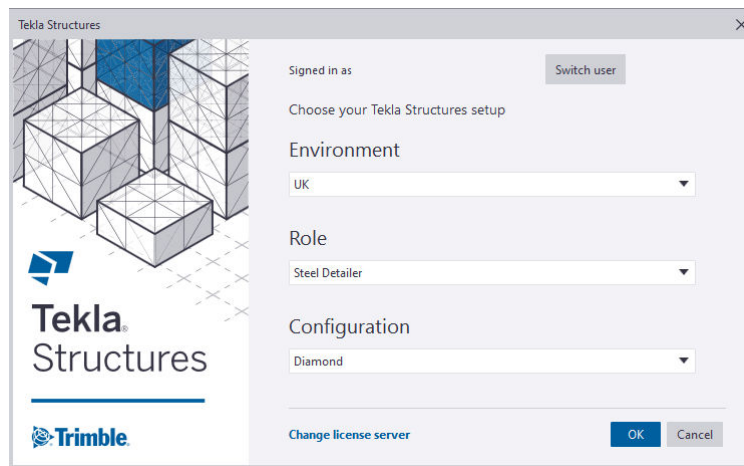 Tekla Structures
Signed in as
Switch user
Choose your Tekla Structures setup
Environment
UK
Role
Steel Detailer
Configuration
Diamond
Tekla®
Structures
Trimble.
Change license server
OK
Cancel